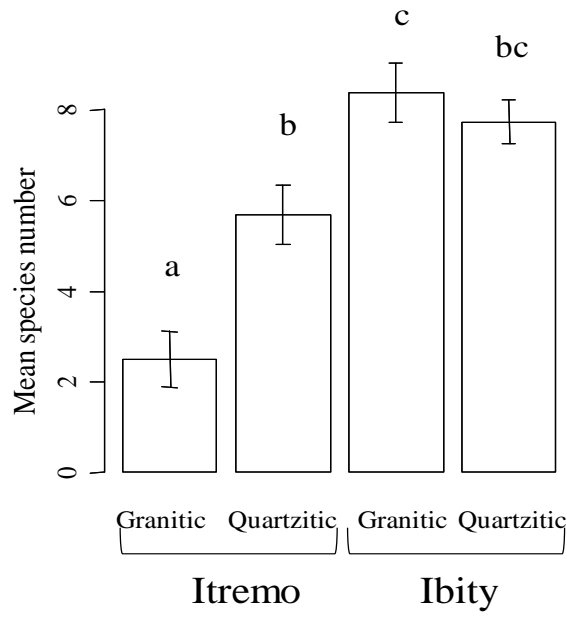 c
bc
b
a
Mean species number
8
6
4
2
0
Granitic Quartzitic Granitic Quartzitic
Itremo Ibity